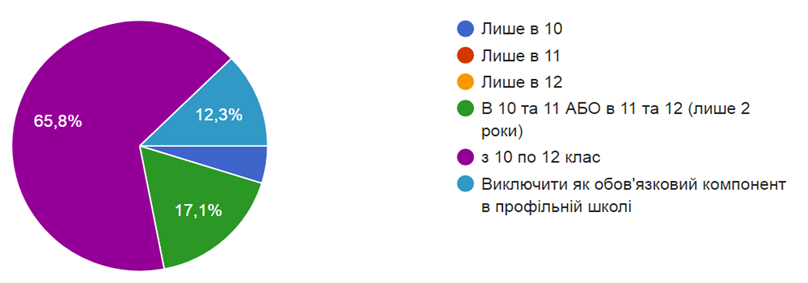 65,8%
12,3%
17,1%
Лише в 10
Лише в 11
Лише в 12
В 10 та 11 АБО в 11 та 12 (лише 2
роки)
з 10 по 12 клас
Виключити як обов'язковий компонент
в профільній школі